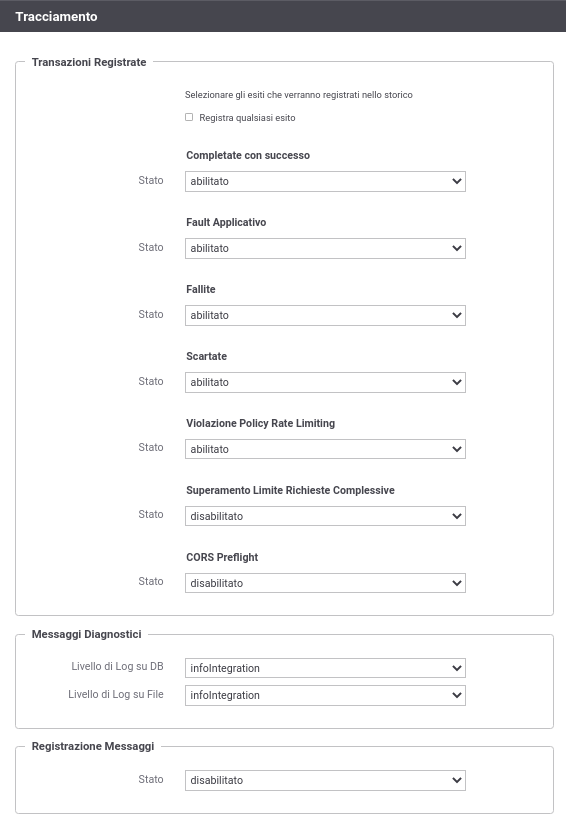 Tracciamento
Transazioni Registrate
Selezionare gli esiti che verranno registrati nello storico
Registra qualsiasi esito
Completate con successo
Stato abilitato
Fault Applicativo
Stato abilitato
Fallite
Stato abilitato
Scartate
Stato abilitato
Violazione Policy Rate Limiting
Stato abilitato
Superamento Limite Richieste Complessive
Stato disabilitato
CORS Preflight
Stato disabilitato
Messaggi Diagnostici
Livello di Log su DB infoIntegration
Livello di Log su File infoIntegration
Registrazione Messaggi
Stato disabilitato